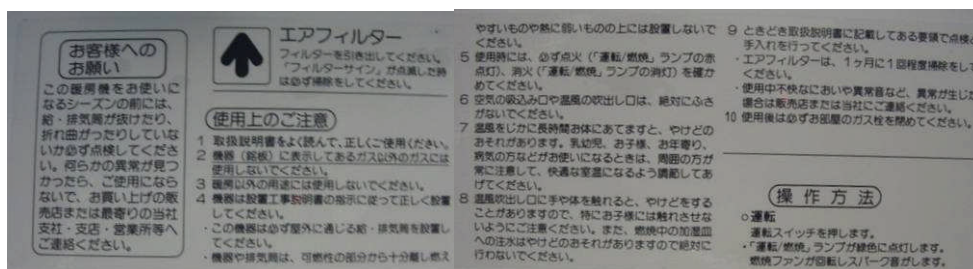 お客様への
お願い
この暖房機をお使いに
なるシーズンの前には、
給・排気筒が抜けたり、
折れ曲がったりしていな
いか必ず点検してくださ
い。何らかの異常が見つ
かったら、ご使用になら
ないで、お買い上げの販
売店または最寄りの当社
支社・支店・営業所等へ
ご連絡ください。
エアフィルター
フィルターを引き出してください。
「フィルターサイン」が点滅した時
は必ず掃除をしてください。
使用上のご注意
1 取扱説明書をよく読んで、正しくご使用ください。
2 機器（銘板）に表示してあるガス以外のガスには
使用しないでください。
3 暖房以外の用途には使用しないでください。
4 機器は設置工事説明書の指示に従って正しく設置
してください。
・この機器は必ず屋外に通じる給・排気筒を設置し
てください。
・機器や排気筒は、可燃性の部分から十分離し燃え
やすいものや熱に弱いものの上には設置しないで
ください。
5 使用時には、必ず点火（「運転/燃焼」ランプの赤
点灯）、消火（「運転/燃焼」ランプの消灯）を確か
めてください。
6 空気の吸込み口や温風の吹出し口は、絶対にふさ
がないでください。
7 温風をじかに長時間お体にあてますと、やけどの
おそれがあります。乳幼児、お子様、お年寄り、
病気の方などがお使いになるときは、周囲の方が
常に注意して、快適な室温になるよう調節してあ
げてください。
8 温風吹出し口に手や体を触れると、やけどをする
ことがありますので、特にお子様には触れさせな
いようにご注意ください。また、燃焼中の加湿皿
への注水はやけどのおそれがありますので絶対に
行わないでください。
9 ときどき取扱説明書に記載してある要領で点検と
手入れを行ってください。
・エアフィルターは、1ヶ月に1回程度掃除をして
ください。
・使用中不快なにおいや異常音など、異常が生じた
場合は販売店または当社にご連絡ください。
10 使用後は必ずお部屋のガス栓を閉めてください。
操作方法
○運転
運転スイッチを押します。
・「運転/燃焼」ランプが緑色に点灯します。
燃焼ファンが回転しスパーク音がします。